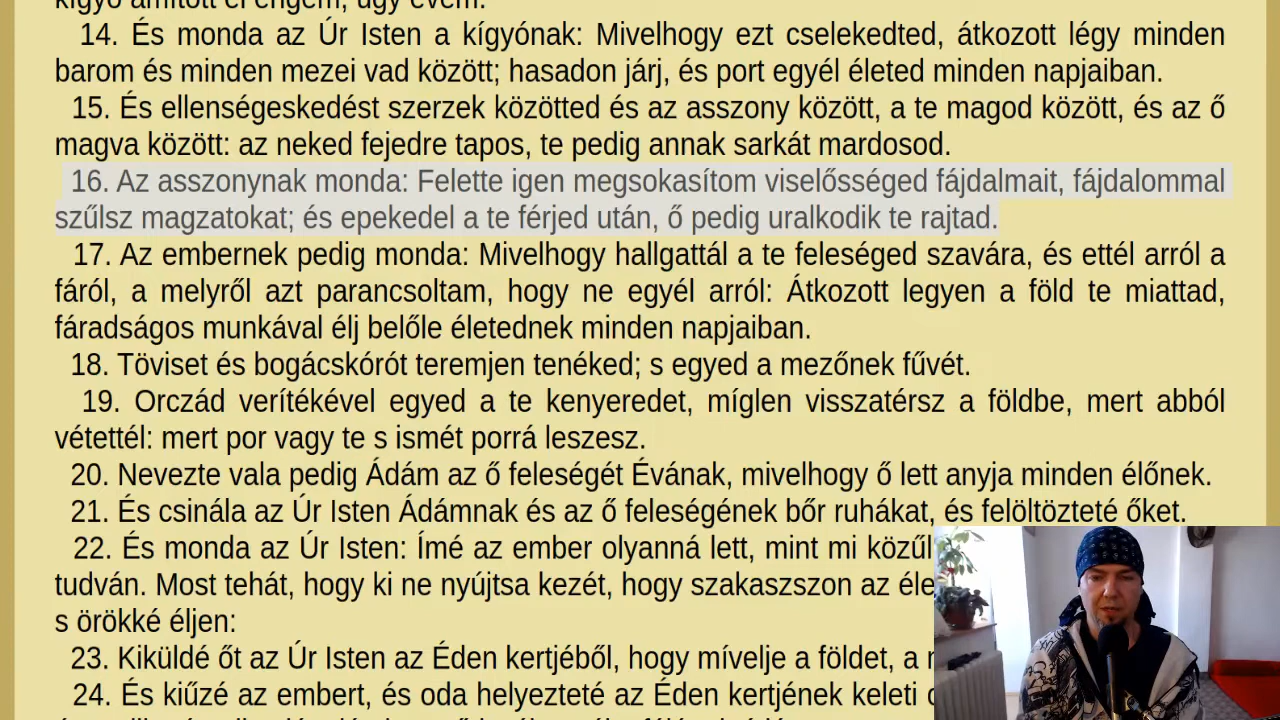 kígyó ámított el engem, úgy evém.
14. És monda az Úr Isten a kígyónak: Mivelhogy ezt cselekedted, átkozott légy minden
barom és minden mezei vad között; hasadon járj, és port egyél életed minden napjaiban.
15. És ellenségeskedést szerzek közötted és az asszony között, a te magod között, és az ő
magva között: az neked fejedre tapos, te pedig annak sarkát mardosod.
16. Az asszonynak monda: Felette igen megsokasítom viselősséged fájdalmait, fájdalommal
szűlsz magzatokat; és epekedel a te férjed után, ő pedig uralkodik te rajtad.
17. Az embernek pedig monda: Mivelhogy hallgattál a te feleséged szavára, és ettél arról a
fáról, a melyről azt parancsoltam, hogy ne egyél arról: Átkozott legyen a föld te miattad,
fáradságos munkával élj belőle életednek minden napjaiban.
18. Töviset és bogácskórót teremjen tenéked; s egyed a mezőnek fűvét.
19. Orczád verítékével egyed a te kenyeredet, míglen visszatérsz a földbe, mert abból
vétettél: mert por vagy te s ismét porrá leszesz.
20. Nevezte vala pedig Ádám az ő feleségét Évának, mivelhogy ő lett anyja minden élőnek.
21. És csinála az Úr Isten Ádámnak és az ő feleségének bőr ruhákat, és felöltözteté őket.
22. És monda az Úr Isten: Ímé az ember olyanná lett, mint mi közűl
tudván. Most tehát, hogy ki ne nyújtsa kezét, hogy szakaszszon az éle
s örökké éljen:
23. Kiküldé őt az Úr Isten az Éden kertjéből, hogy mívelje a földet, a
24. És kiűzé az embert, és oda helyezteté az Éden kertjének keleti